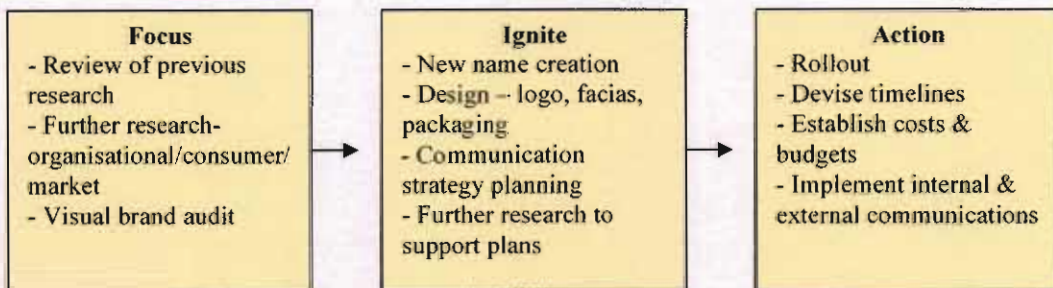 Focus
- Review of previous
research
- Further research-
organisational/consumer/
market
- Visual brand audit
Ignite
- New name creation
- Design – logo, facias,
packaging
- Communication
strategy planning
- Further research to
support plans
Action
- Rollout
- Devise timelines
- Establish costs &
budgets
- Implement internal &
external communications